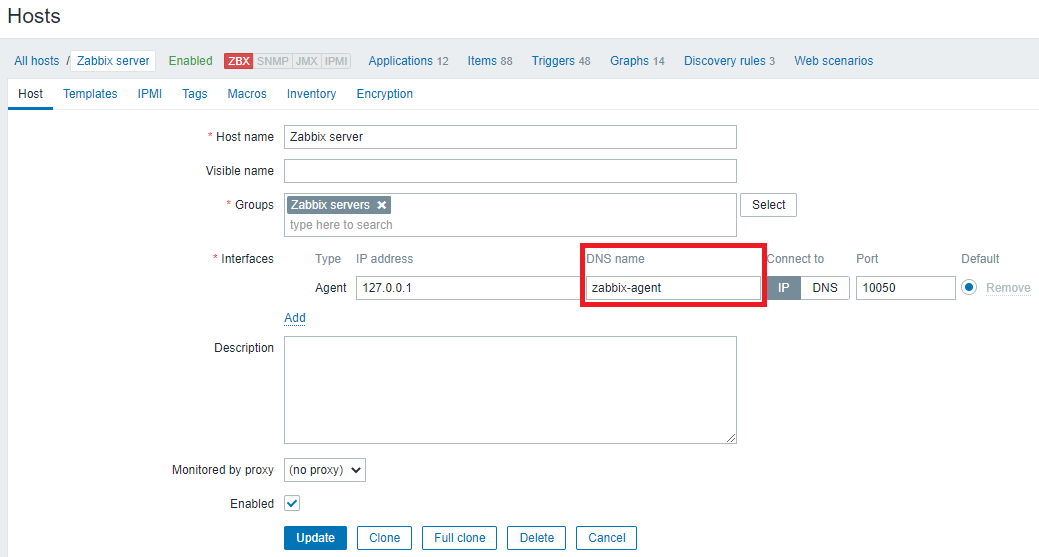 Hosts
All hosts / Zabbix server Enabled ZBX SNMP JMX IPMI Applications 12 Items 88 Triggers 48 Graphs 14 Discovery rules 3 Web scenarios
Host Templates IPMI Tags Macros Inventory Encryption
* Host name Zabbix server
Visible name
* Groups Zabbix servers Select
type here to search
* Interfaces Type IP address DNS name Connect to Port Default
Agent 127.0.0.1 zabbix-agent IP DNS 10050 Remove
Add
Description
Monitored by proxy (no proxy)
Enabled
Update Clone Full clone Delete Cancel